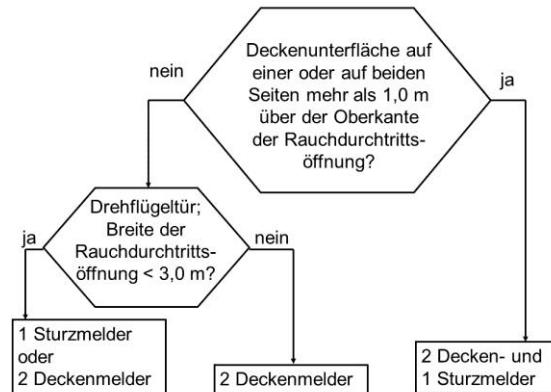 Deckenunterfläche auf
einer oder auf beiden
Seiten mehr als 1,0 m
über der Oberkante
der Rauchdurchtritts-
öffnung?
nein
ja
Drehflügeltür;
Breite der
Rauchdurchtritts-
öffnung < 3,0 m?
ja
nein
1 Sturzmelder
oder
2 Deckenmelder
2 Deckenmelder
2 Decken- und
1 Sturzmelder